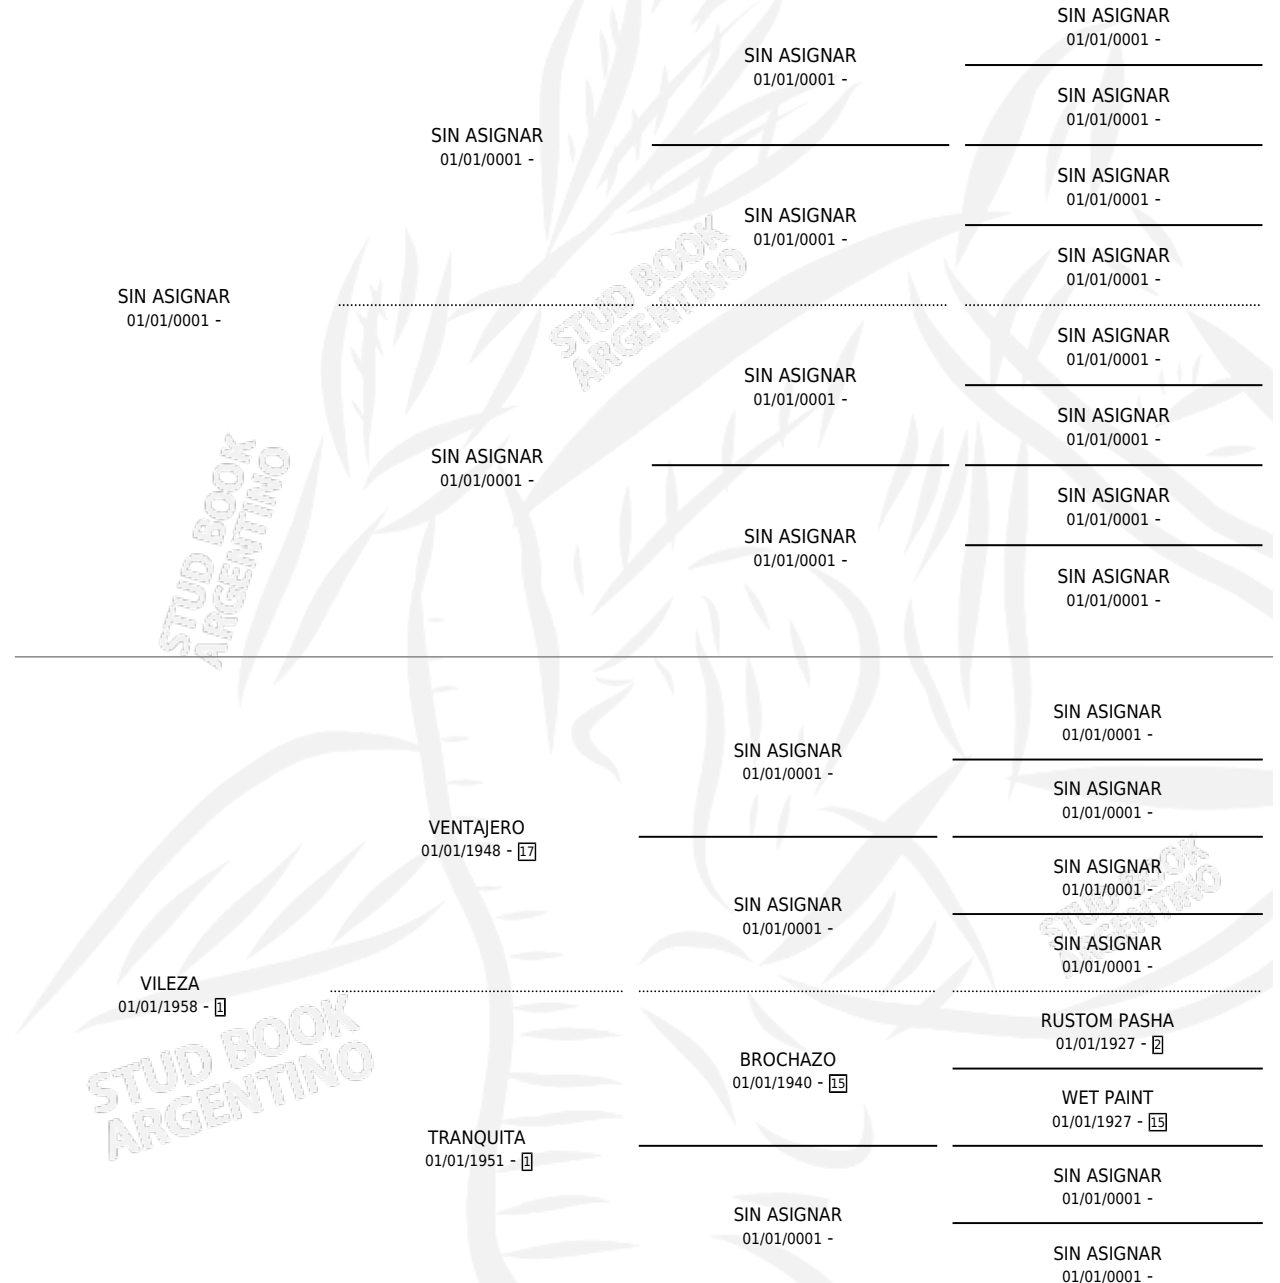 SIN ASIGNAR
01/01/0001 -
SIN ASIGNAR
01/01/0001 -
SIN ASIGNAR
01/01/0001 -
SIN ASIGNAR
01/01/0001 -
SIN ASIGNAR
01/01/0001 -
SIN ASIGNAR
01/01/0001 -
SIN ASIGNAR
01/01/0001 -
STUD BOOK
ARGENTINO
SIN ASIGNAR
01/01/0001 -
SIN ASIGNAR
01/01/0001 -
SIN ASIGNAR
01/01/0001 -
SIN ASIGNAR
01/01/0001 -
SIN ASIGNAR
01/01/0001 -
SIN ASIGNAR
01/01/0001 -
SIN ASIGNAR
01/01/0001 -
SIN ASIGNAR
01/01/0001 -
STUD BOOK
ARGENTINO
SIN ASIGNAR
01/01/0001 -
SIN ASIGNAR
01/01/0001 -
SIN ASIGNAR
01/01/0001 -
SIN ASIGNAR
01/01/0001 -
VENTAJERO
01/01/1948 - 17
SIN ASIGNAR
01/01/0001 -
SIN ASIGNAR
01/01/0001 -
STUD BOOK
ARGENTINO
SIN ASIGNAR
01/01/0001 -
VILEZA
01/01/1958 - 1
STUD BOOK
ARGENTINO
RUSTOM PASHA
01/01/1927 - 2
BROCHAZO
01/01/1940 - 15
WET PAINT
01/01/1927 - 15
TRANQUITA
01/01/1951 - 1
SIN ASIGNAR
01/01/0001 -
SIN ASIGNAR
01/01/0001 -
SIN ASIGNAR
01/01/0001 -